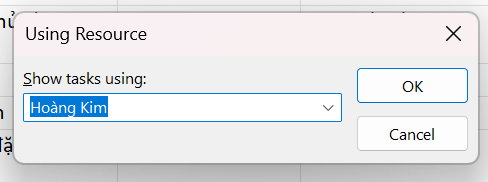 Using Resource
Show tasks using:
Hoàng Kim
OK
Cancel